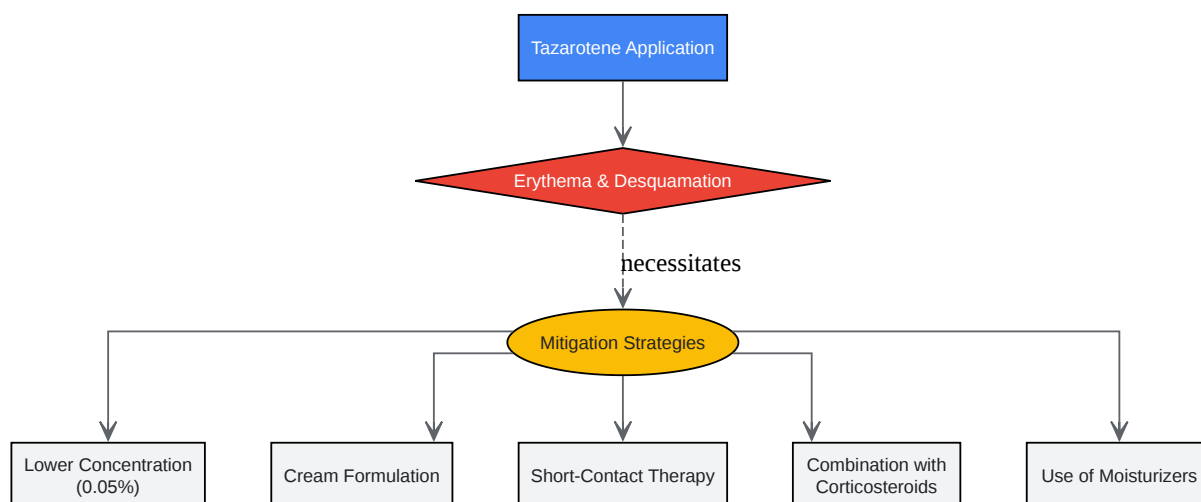 Tazarotene Application
Erythema & Desquamation
necessitates
Mitigation Strategies
Lower Concentration
(0.05%)
Cream Formulation
Short-Contact Therapy
Combination with
Corticosteroids
Use of Moisturizers